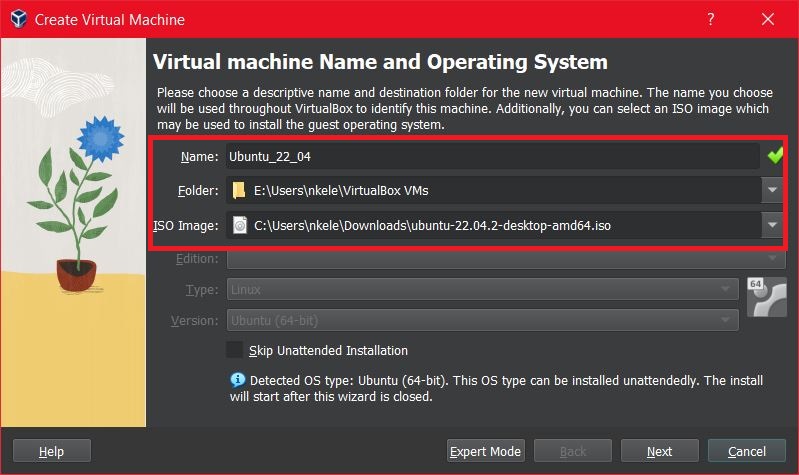 Create Virtual Machine
?
Virtual machine Name and Operating System
Please choose a descriptive name and destination folder for the new virtual machine. The name you choose
will be used throughout VirtualBox to identify this machine. Additionally, you can select an ISO image which
may be used to install the guest operating system.
Name: Ubuntu_22_04
Folder: E:\Users\nkele\VirtualBox VMs
ISO Image: C:\Users\nkele\Downloads\ubuntu-22.04.2-desktop-amd64.iso
Edition:
Type: Linux 64
Version: Ubuntu (64-bit)
Skip Unattended Installation
Detected OS type: Ubuntu (64-bit). This OS type can be installed unattendedly. The install
will start after this wizard is closed.
Help Expert Mode Back Next Cancel